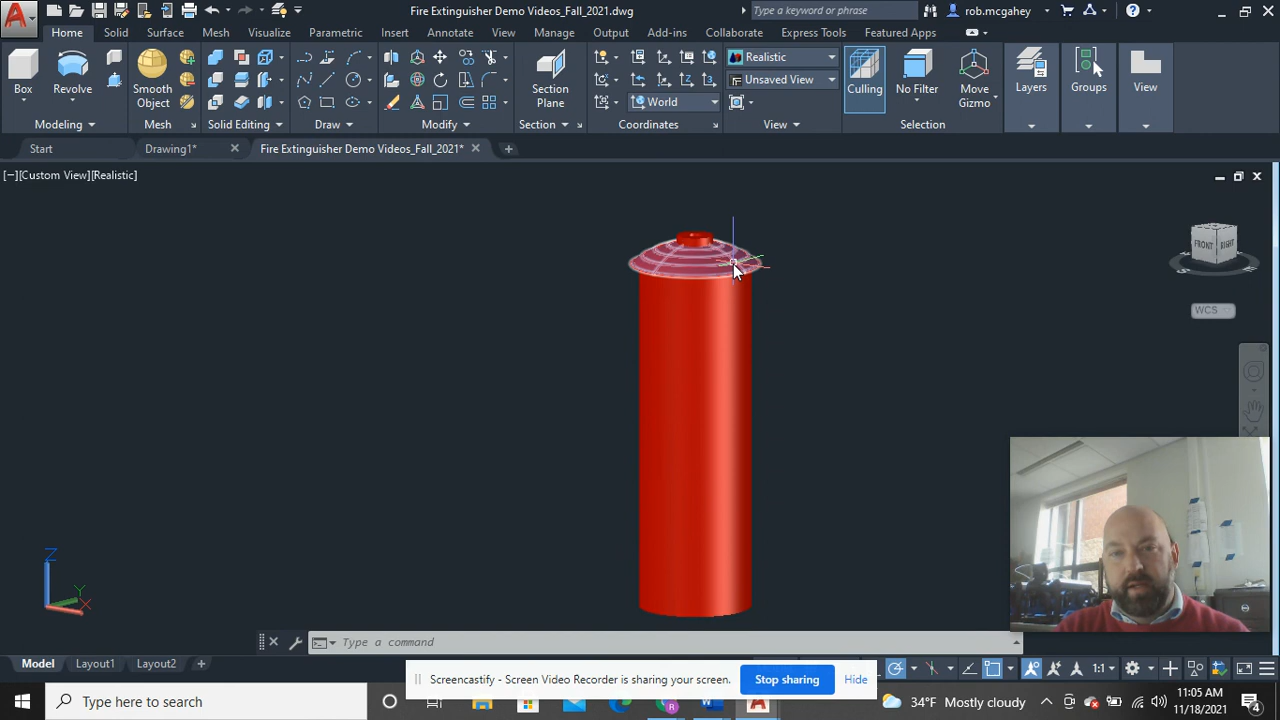 Fire Extinguisher Demo Videos_Fall_2021.dwg
Type a keyword or phrase
rob.mcgahey
Home Solid Surface Mesh Visualize Parametric Insert Annotate View Manage Output Add-ins Collaborate Express Tools Featured Apps
Box
Revolve
Smooth Object
Section Plane
World
Realistic
Unsaved View
Culling
No Filter
Move Gizmo
Layers
Groups
View
Modeling Mesh Solid Editing Draw Modify Section Coordinates View Selection
Start Drawing1* Fire Extinguisher Demo Videos_Fall_2021*
[−][Custom View][Realistic]
FRONT RIGHT
S
WCS
Z
Y
X
Type a command
Model Layout1 Layout2
1:1
Screencastify - Screen Video Recorder is sharing your screen. Stop sharing Hide
Type here to search
34°F Mostly cloudy
11:05 AM
11/18/2021
4